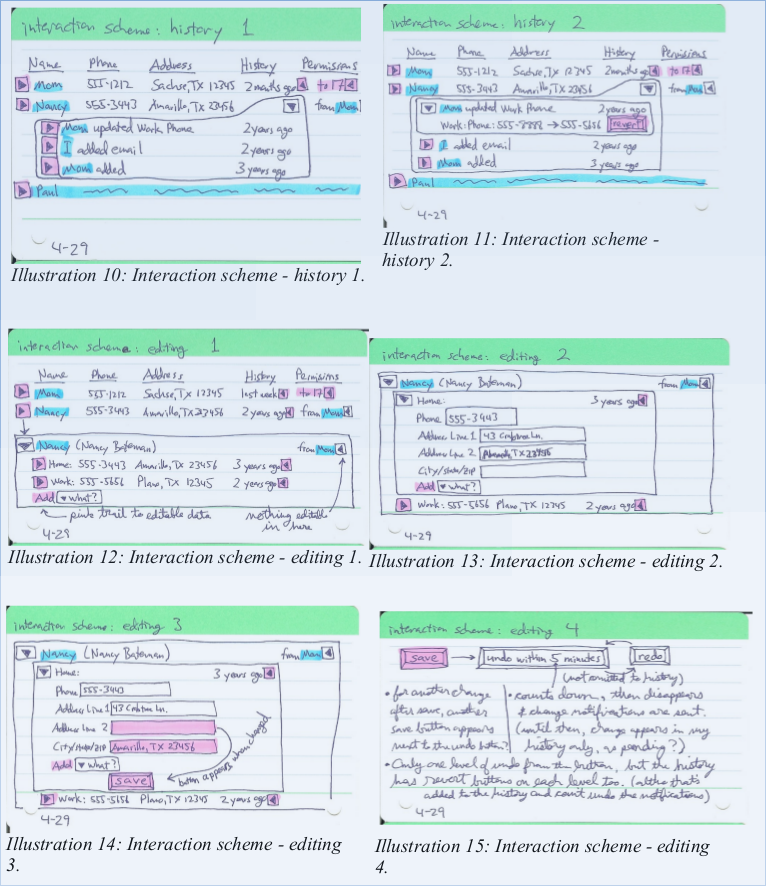 interaction scheme: history 1
Name Phone Address History Permissions
Mom 555-1212 Sachse, TX 12345 2 months ago to 17
Nancy 555-3443 Amarillo, TX 23456 from Mom
Mom updated Work Phone 2 years ago
I added email 2 years ago
Mom added 3 years ago
Paul
4-29
Illustration 10: Interaction scheme - history 1.
interaction scheme: history 2
Name Phone Address History Permissions
Mom 555-1212 Sachse, TX 12345 2 months ago to 17
Nancy 555-3443 Amarillo, TX 23456 from Mom
Mom updated Work Phone 2 years ago
Work: Phone: 555-8888 → 555-5656 revert
I added email 2 years ago
Mom added 3 years ago
Paul
4-29
Illustration 11: Interaction scheme -
history 2.
interaction scheme: editing 1
Name Phone Address History Permissions
Mom 555-1212 Sachse, TX 12345 last week to 17
Nancy 555-3443 Amarillo, TX 23456 2 years ago from Mom
Nancy (Nancy Bateman) from Mom
Home: 555-3443 Amarillo, TX 23456 3 years ago
Work: 555-5656 Plano, TX 12345 2 years ago
Add what?
pink trail to editable data
nothing editable
in here
4-29
Illustration 12: Interaction scheme - editing 1.
interaction scheme: editing 2
Nancy (Nancy Bateman) from Mom
Home: 3 years ago
Phone 555-3443
Address Line 1 43 Crabtree Ln.
Address Line 2 TX 23456
City/state/ZIP
Add what?
Work: 555-5656 Plano, TX 12345 2 years ago
4-29
Illustration 13: Interaction scheme - editing 2.
interaction scheme: editing 3
Nancy (Nancy Bateman) from Mom
Home: 3 years ago
Phone 555-3443
Address Line 1 43 Crabtree Ln.
Address Line 2
City/state/ZIP Amarillo, TX 23456
Add what?
save
button appears when changed
Work: 555-5656 Plano, TX 12345 2 years ago
4-29
Illustration 14: Interaction scheme - editing
3.
interaction scheme: editing 4
save undo within 5 minutes redo
(not omitted to history)
• for another change
after save, another
save button appears
next to the undo button?
• counts down, then disappears
& change notifications are sent.
(until then, change appears in my
history only, no pending?)
• Only one level of undo from the button, but the history
has revert buttons on each level too. (altho that's
added to the history and can't undo the notifications)
4-29
Illustration 15: Interaction scheme - editing
4.